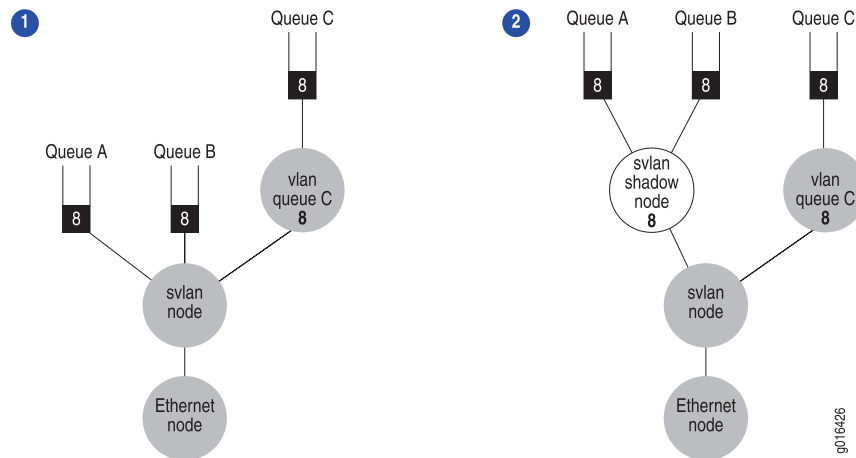 1
Queue C
8
Queue A
Queue B
8
8
vlan
queue C
8
svlan
node
Ethernet
node
2
Queue A
Queue B
Queue C
8
8
8
svlan
shadow
node
8
vlan
queue C
8
svlan
node
Ethernet
node
g016426